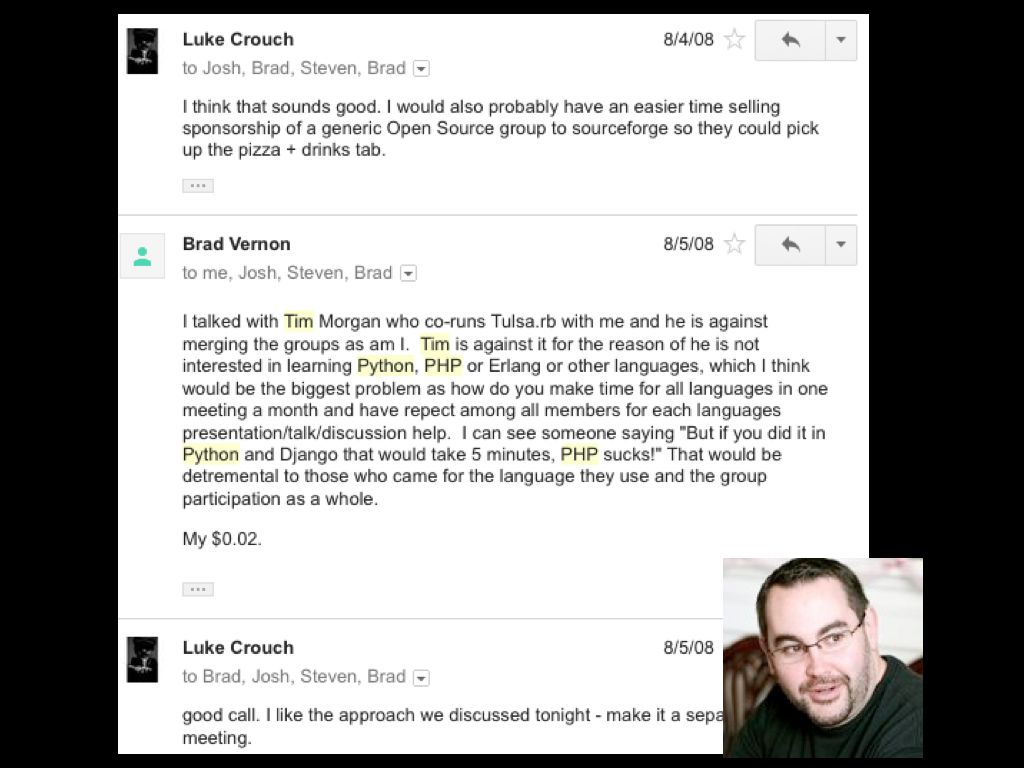 Luke Crouch 8/4/08
to Josh, Brad, Steven, Brad
I think that sounds good. I would also probably have an easier time selling
sponsorship of a generic Open Source group to sourceforge so they could pick
up the pizza + drinks tab.
Brad Vernon 8/5/08
to me, Josh, Steven, Brad
I talked with Tim Morgan who co-runs Tulsa.rb with me and he is against
merging the groups as am I. Tim is against it for the reason of he is not
interested in learning Python, PHP or Erlang or other languages, which I think
would be the biggest problem as how do you make time for all languages in one
meeting a month and have repect among all members for each languages
presentation/talk/discussion help. I can see someone saying "But if you did it in
Python and Django that would take 5 minutes, PHP sucks!" That would be
detremental to those who came for the language they use and the group
participation as a whole.
My $0.02.
Luke Crouch 8/5/08
to Brad, Josh, Steven, Brad
good call. I like the approach we discussed tonight - make it a sepa
meeting.